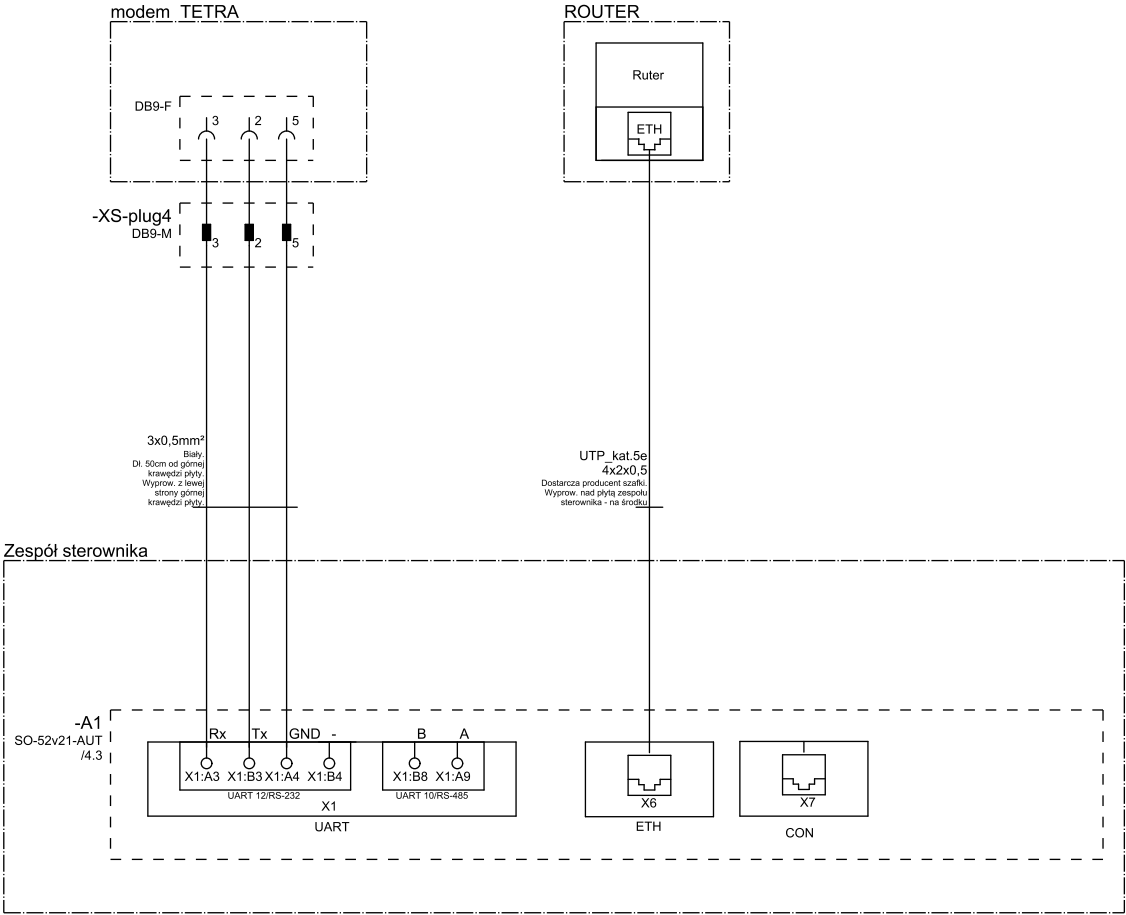 modem TETRA
ROUTER
Ruter
DB9-F
3 2 5
ETH
-XS-plug4
DB9-M
3 2 5
3x0,5mm²
Biały.
Dł. 50cm od górnej
krawędzi płyty.
Wyprow. z lewej
strony górnej
krawędzi płyty.
UTP_kat.5e
4x2x0,5
Dostarcza producent szafki.
Wyprow. nad płytą zespołu
sterownika - na środku
Zespół sterownika
-A1
SO-52v21-AUT
/4.3
Rx Tx GND - B A
X1:A3 X1:B3 X1:A4 X1:B4 X1:B8 X1:A9
UART 12/RS-232 UART 10/RS-485
X1
UART
X6
ETH
X7
CON